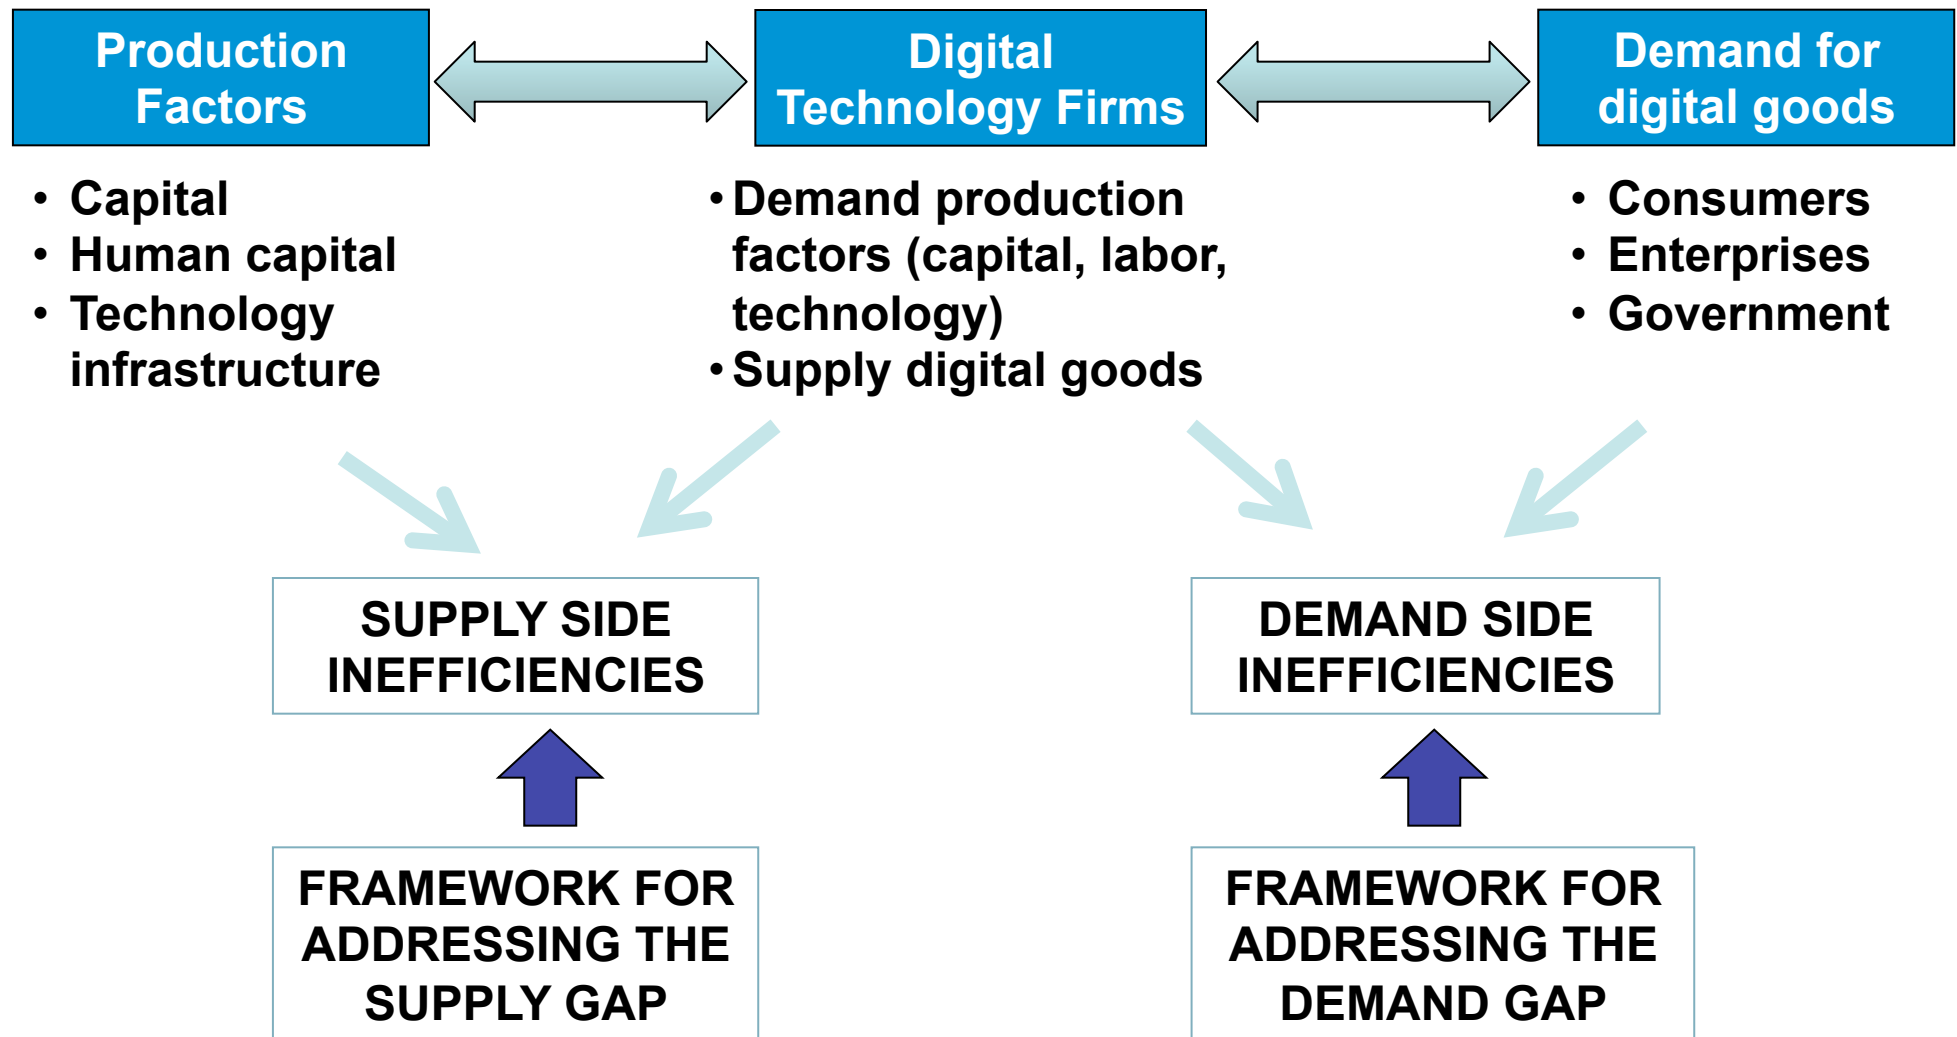 Production
Factors
Digital
Technology Firms
Demand for
digital goods
• Capital
• Human capital
• Technology
infrastructure
• Demand production
factors (capital, labor,
technology)
• Supply digital goods
• Consumers
• Enterprises
• Government
SUPPLY SIDE
INEFFICIENCIES
DEMAND SIDE
INEFFICIENCIES
FRAMEWORK FOR
ADDRESSING THE
SUPPLY GAP
FRAMEWORK FOR
ADDRESSING THE
DEMAND GAP